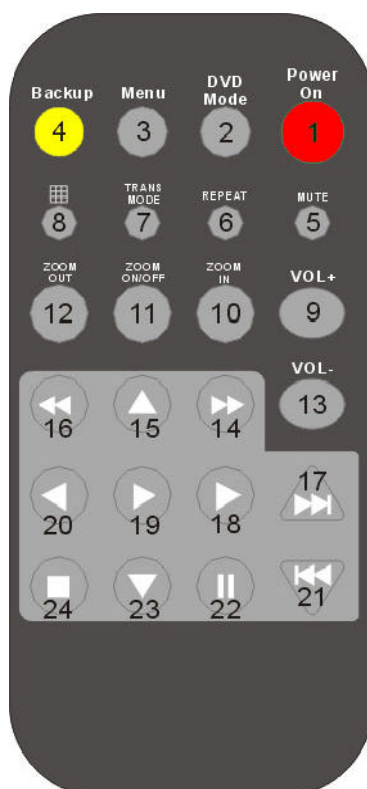 Backup Menu DVD Mode Power On
4 3 2 1
TRANS MODE REPEAT MUTE
8 7 6 5
ZOOM OUT ZOOM ON/OFF ZOOM IN VOL+
12 11 10 9
VOL-
13
16 15 14
17
20 19 18
24 23 22 21